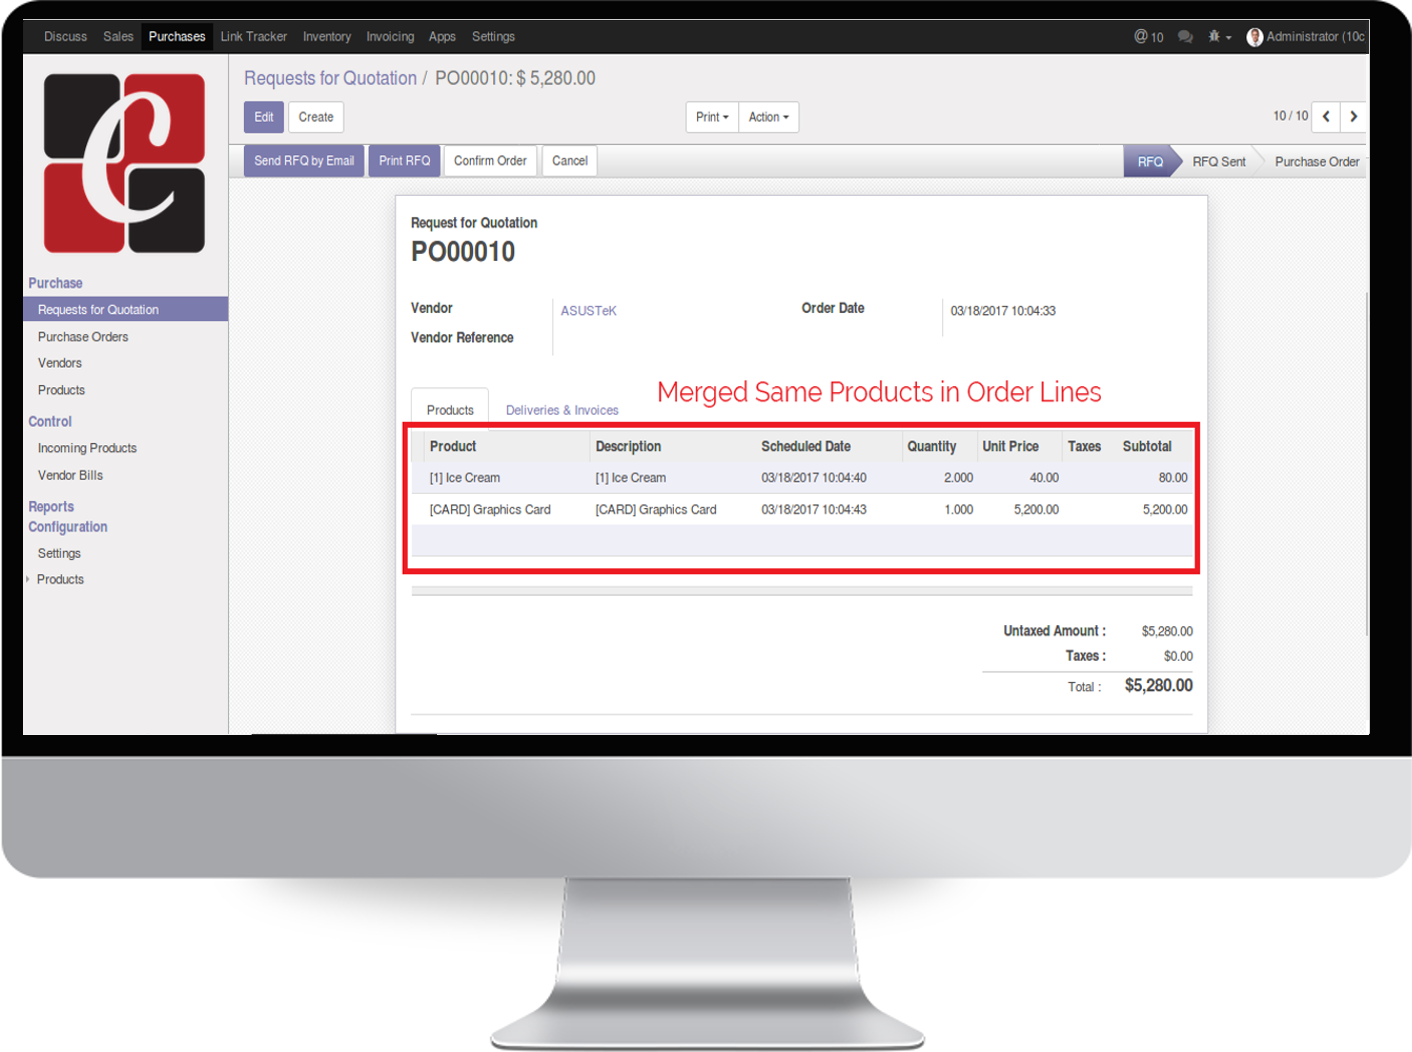 Discuss Sales Purchases Link Tracker Inventory Invoicing Apps Settings @ 10 Administrator (10c
Requests for Quotation / PO00010: $ 5,280.00
Edit Create Print Action 10 / 10
Send RFQ by Email Print RFQ Confirm Order Cancel RFQ RFQ Sent Purchase Order
C
Purchase
Requests for Quotation
Purchase Orders
Vendors
Products
Control
Incoming Products
Vendor Bills
Reports
Configuration
Settings
Products
Request for Quotation
PO00010
Vendor ASUSTeK Order Date 03/18/2017 10:04:33
Vendor Reference
Merged Same Products in Order Lines
Products Deliveries & Invoices
Product Description Scheduled Date Quantity Unit Price Taxes Subtotal
[1] Ice Cream [1] Ice Cream 03/18/2017 10:04:40 2.000 40.00 80.00
[CARD] Graphics Card [CARD] Graphics Card 03/18/2017 10:04:43 1.000 5,200.00 5,200.00
Untaxed Amount : $5,280.00
Taxes : $0.00
Total : $5,280.00